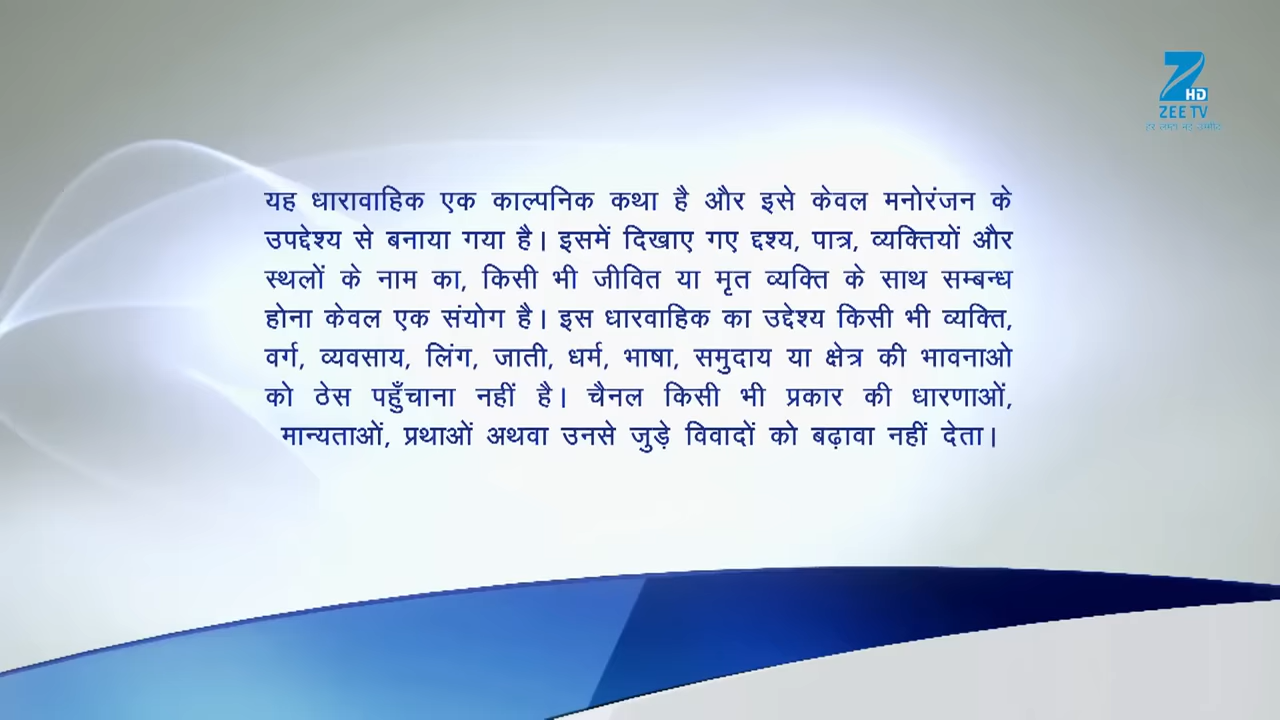 HD
ZEE TV
यह धारावाहिक एक काल्पनिक कथा है और इसे केवल मनोरंजन के
उपद्देश्य से बनाया गया है। इसमें दिखाए गए द्दश्य, पात्र, व्यक्तियों और
स्थलों के नाम का, किसी भी जीवित या मृत व्यक्ति के साथ सम्बन्ध
होना केवल एक संयोग है। इस धारवाहिक का उद्देश्य किसी भी व्यक्ति,
वर्ग, व्यवसाय, लिंग, जाती, धर्म, भाषा, समुदाय या क्षेत्र की भावनाओ
को ठेस पहुँचाना नहीं है। चैनल किसी भी प्रकार की धारणाओं,
मान्यताओं, प्रथाओं अथवा उनसे जुड़े विवादों को बढ़ावा नहीं देता।